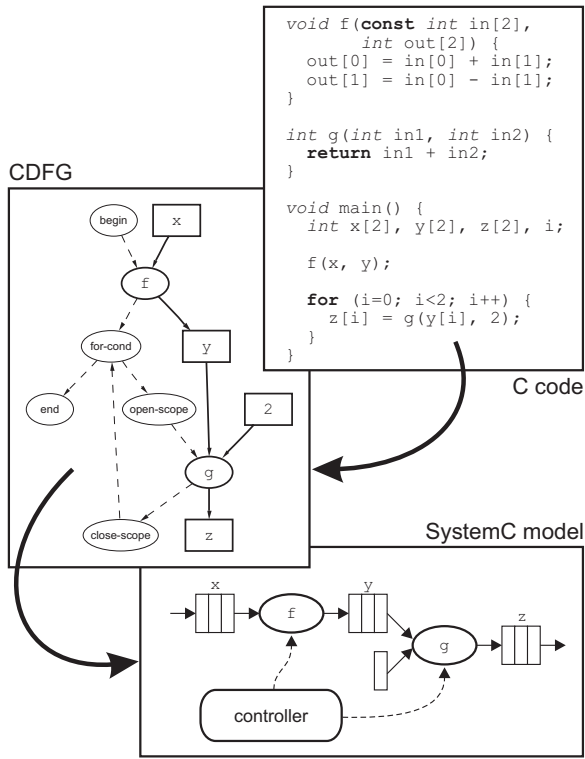 void f(const int in[2],
int out[2]) {
out[0] = in[0] + in[1];
out[1] = in[0] - in[1];
}
int g(int in1, int in2) {
return in1 + in2;
}
void main() {
int x[2], y[2], z[2], i;
f(x, y);
for (i=0; i<2; i++) {
z[i] = g(y[i], 2);
}
}
C code
CDFG
begin
x
f
for-cond
y
end
open-scope
2
g
close-scope
z
SystemC model
x
f
y
g
z
controller